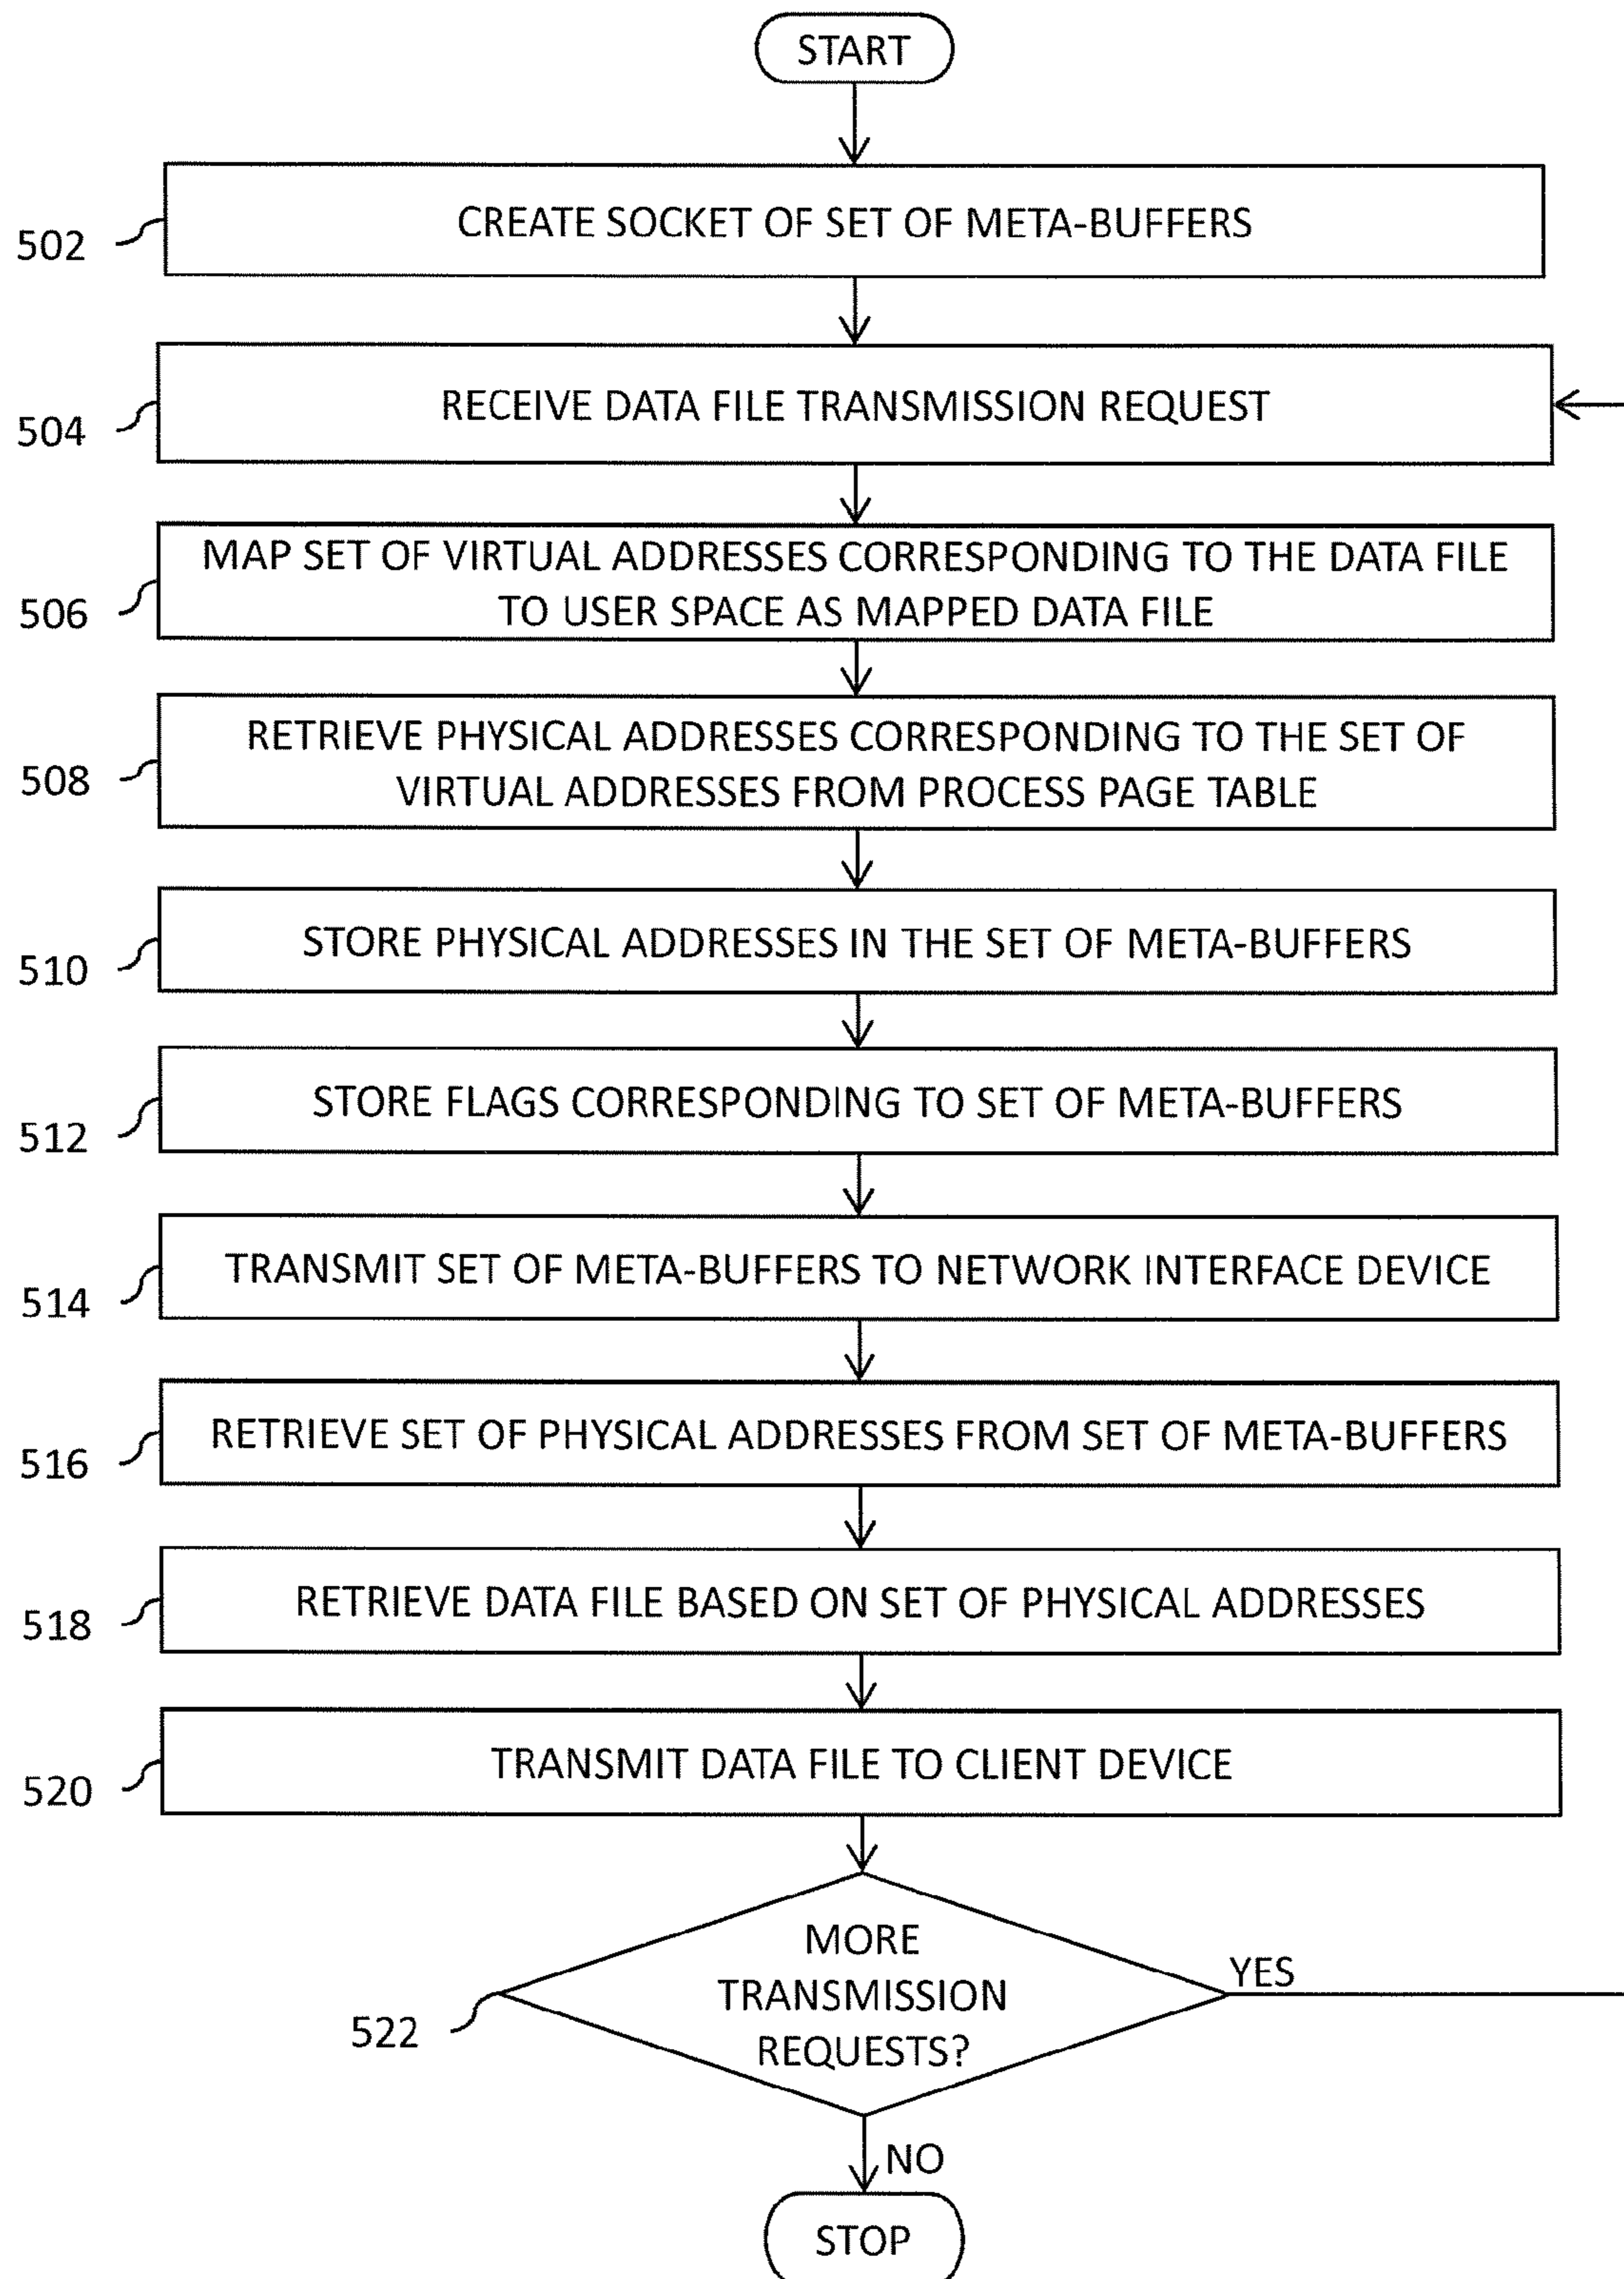 START
502
CREATE SOCKET OF SET OF META-BUFFERS
504
RECEIVE DATA FILE TRANSMISSION REQUEST
506
MAP SET OF VIRTUAL ADDRESSES CORRESPONDING TO THE DATA FILE
TO USER SPACE AS MAPPED DATA FILE
508
RETRIEVE PHYSICAL ADDRESSES CORRESPONDING TO THE SET OF
VIRTUAL ADDRESSES FROM PROCESS PAGE TABLE
510
STORE PHYSICAL ADDRESSES IN THE SET OF META-BUFFERS
512
STORE FLAGS CORRESPONDING TO SET OF META-BUFFERS
514
TRANSMIT SET OF META-BUFFERS TO NETWORK INTERFACE DEVICE
516
RETRIEVE SET OF PHYSICAL ADDRESSES FROM SET OF META-BUFFERS
518
RETRIEVE DATA FILE BASED ON SET OF PHYSICAL ADDRESSES
520
TRANSMIT DATA FILE TO CLIENT DEVICE
522
MORE
TRANSMISSION
REQUESTS?
YES
NO
STOP